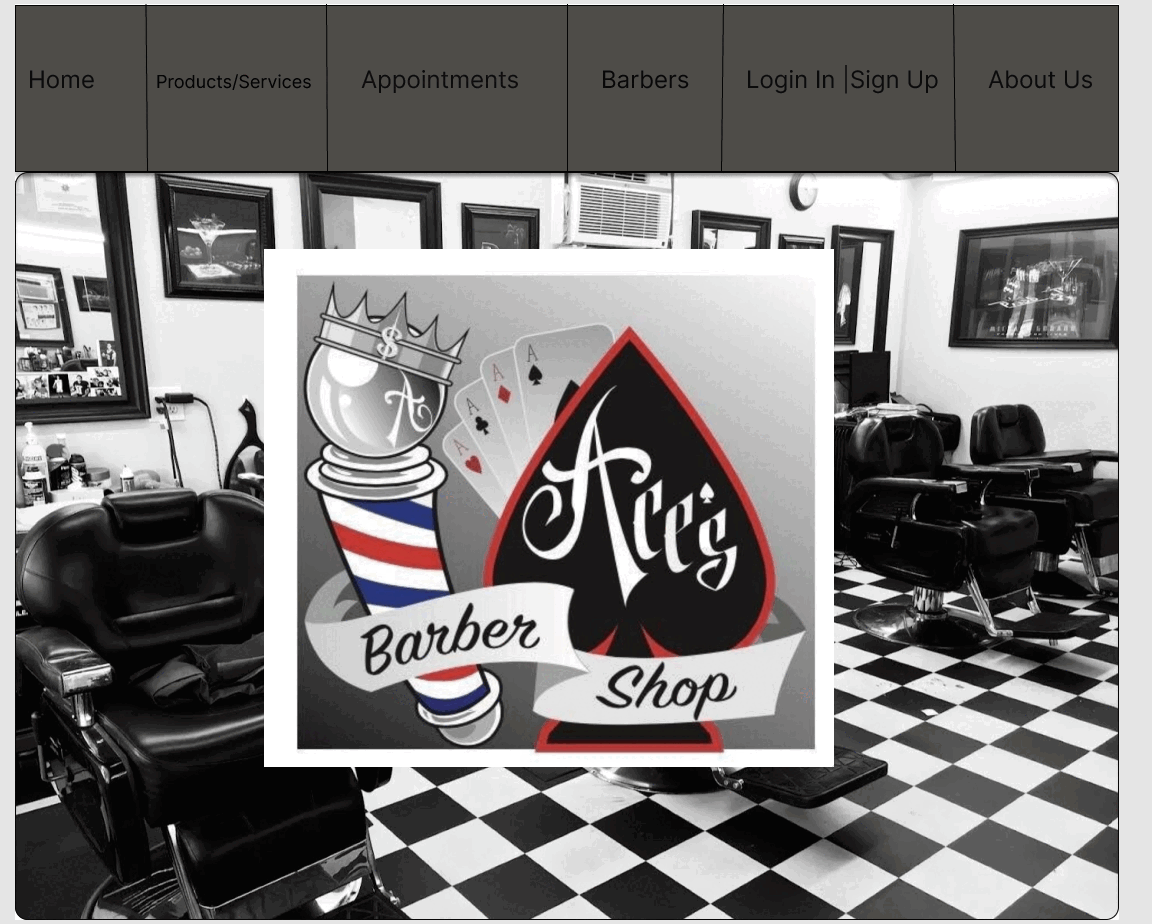 Home
Products/Services
Appointments
Barbers
Login In |Sign Up
About Us
$
A
A
A
A
A
Ace's
Barber
Shop